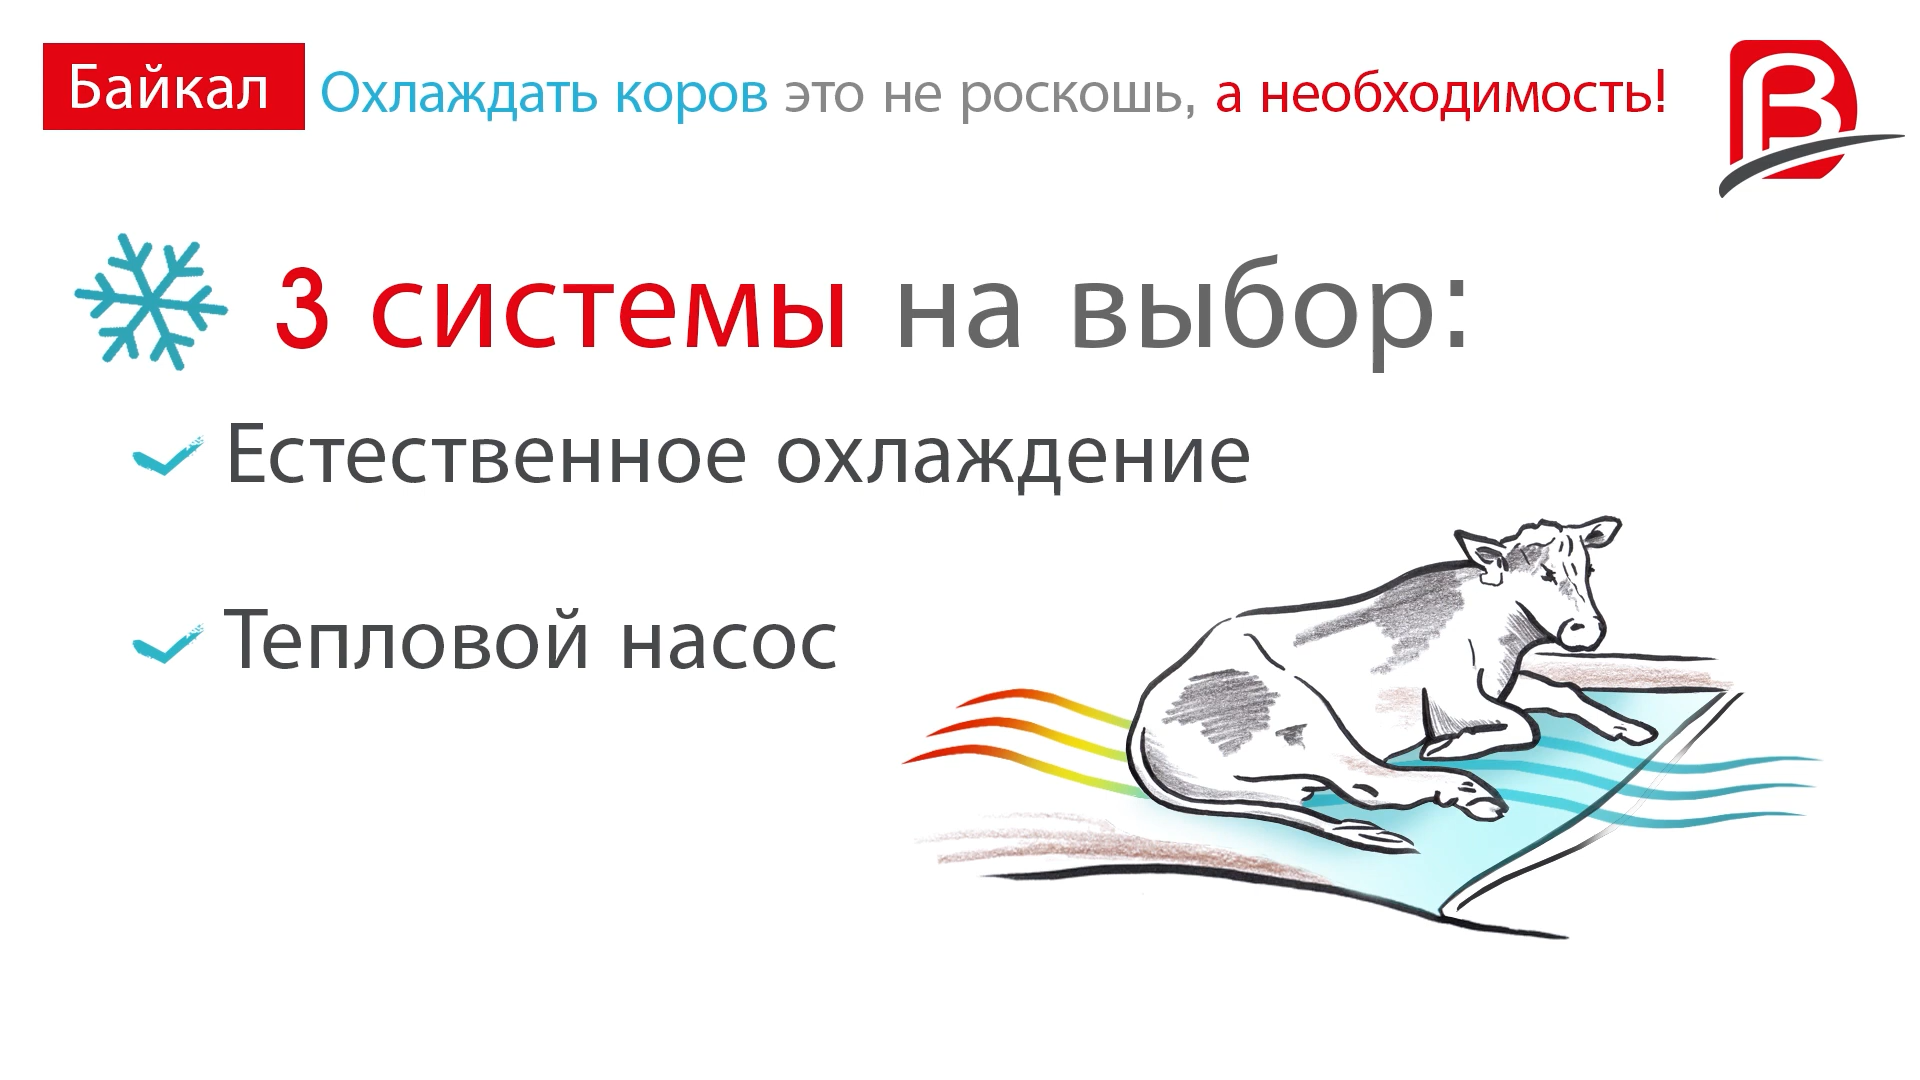 Байкал Охлаждать коров это не роскошь, а необходимость!
B
3 системы на выбор:
Естественное охлаждение
Тепловой насос